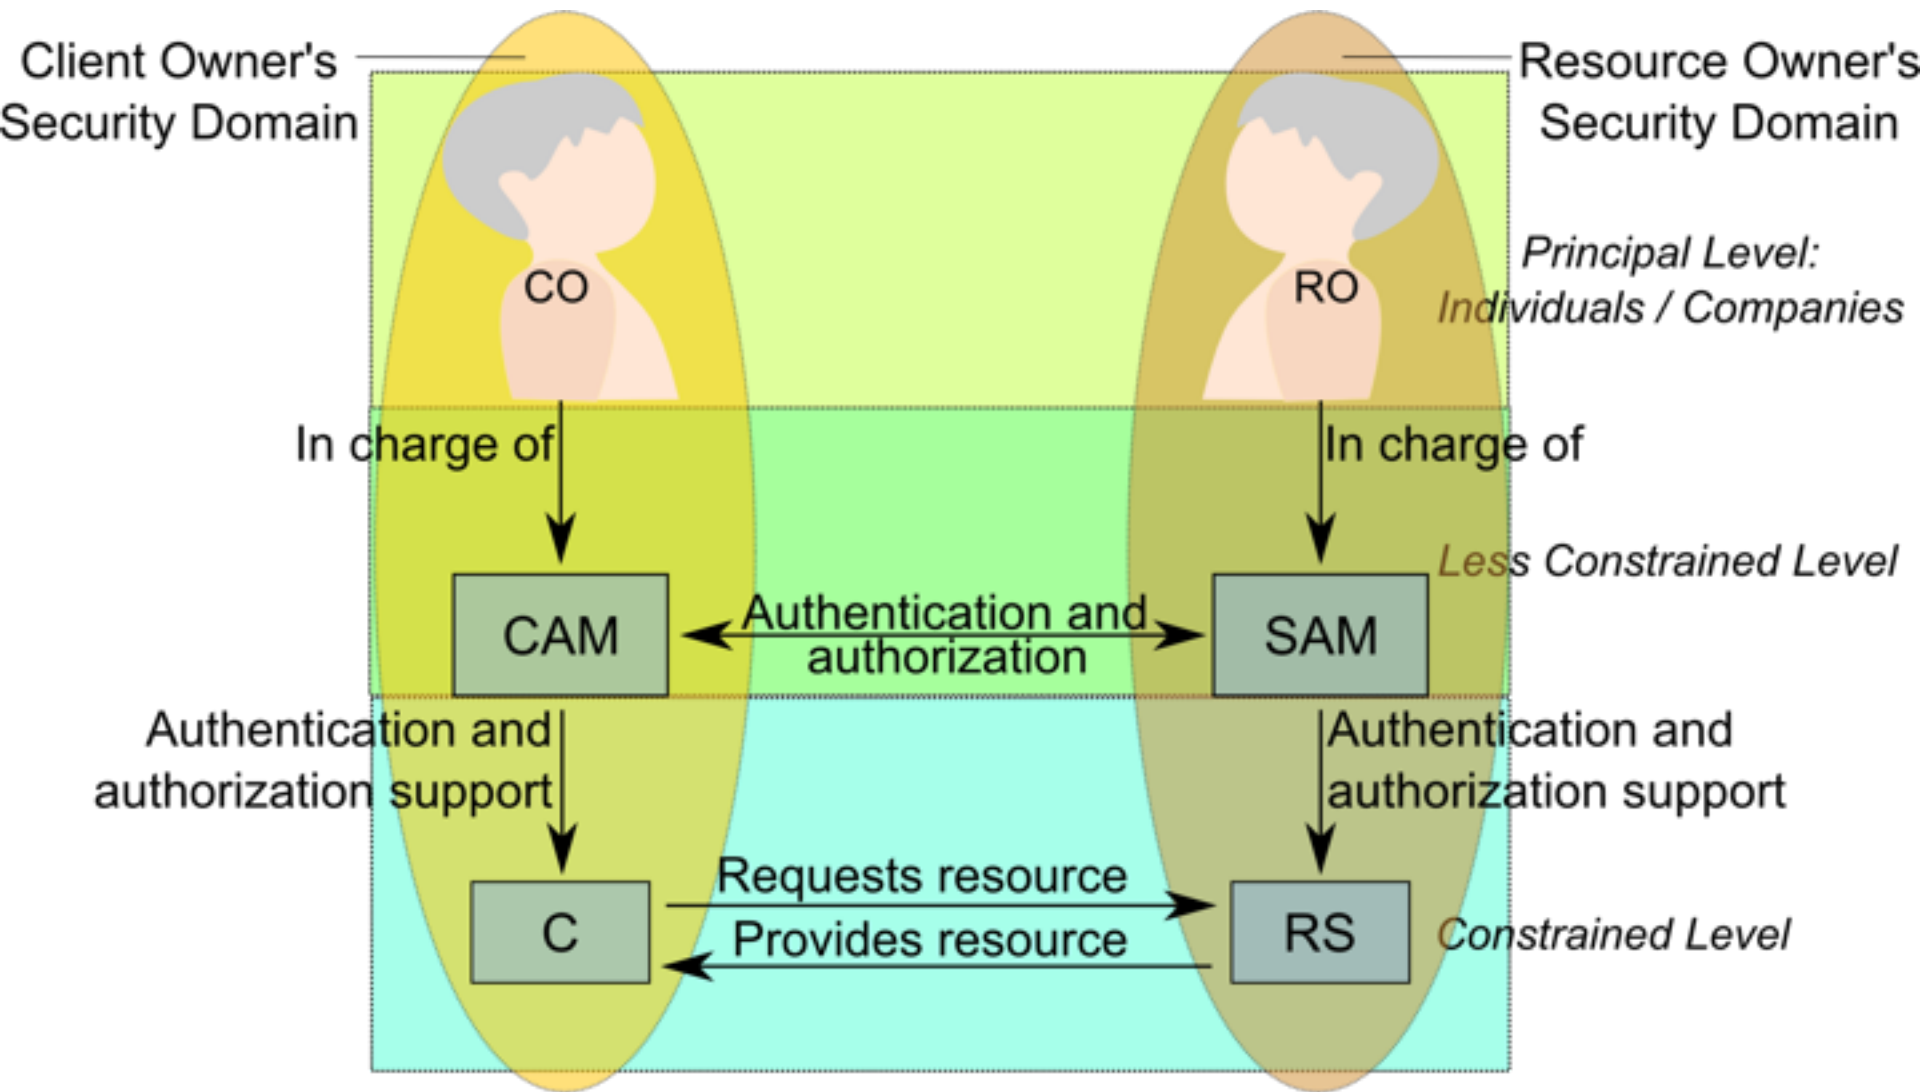 Client Owner's
Security Domain
Resource Owner's
Security Domain
CO
RO
Principal Level:
Individuals / Companies
In charge of
In charge of
Less Constrained Level
CAM
Authentication and
authorization
SAM
Authentication and
authorization support
Authentication and
authorization support
C
Requests resource
Provides resource
RS
Constrained Level